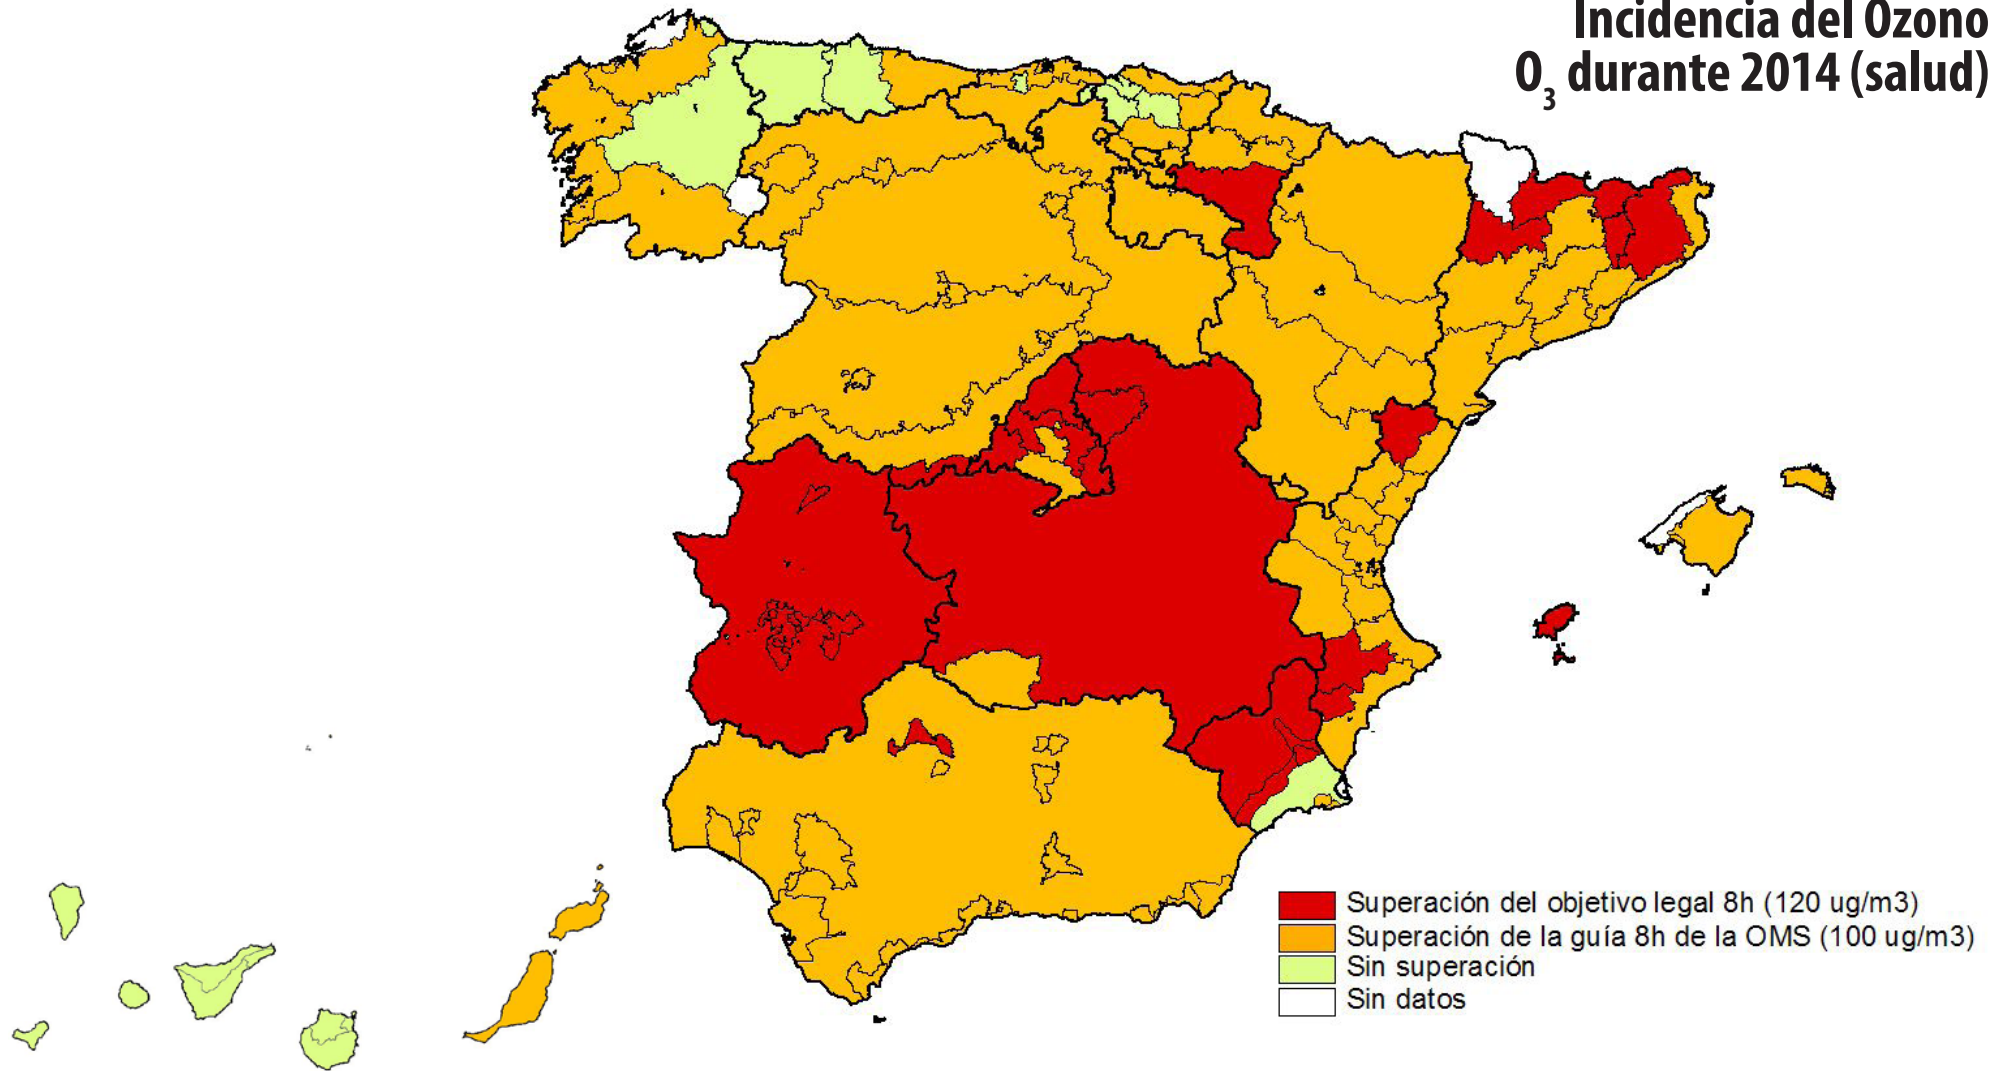 Incidencia del Ozono
O₃ durante 2014 (salud)
Superación del objetivo legal 8h (120 ug/m3)
Superación de la guía 8h de la OMS (100 ug/m3)
Sin superación
Sin datos